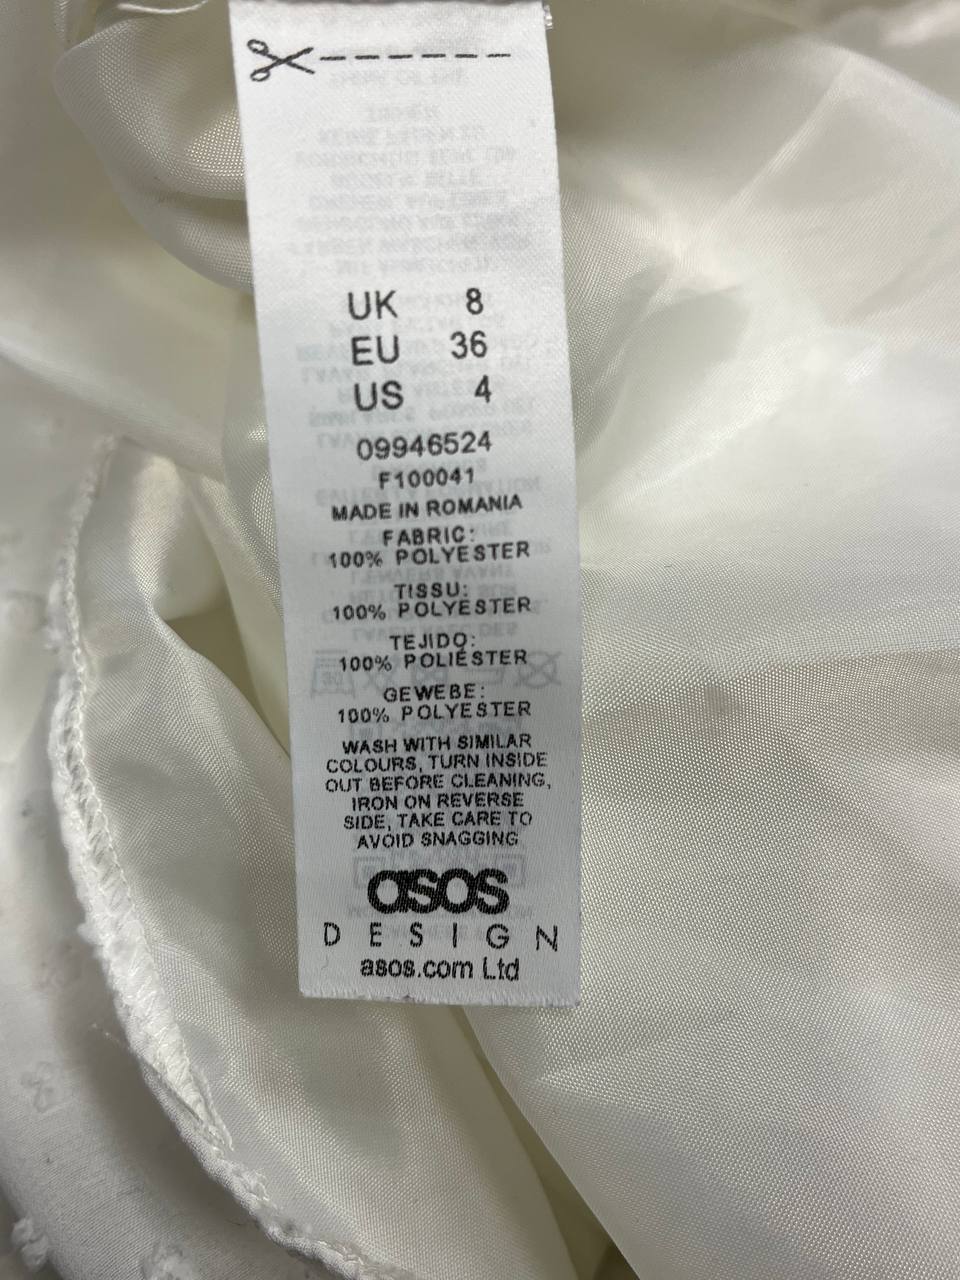 UK 8
EU 36
US 4
09946524
F100041
MADE IN ROMANIA
FABRIC:
100% POLYESTER
TISSU:
100% POLYESTER
TEJIDO:
100% POLIÉSTER
GEWEBE:
100% POLYESTER
WASH WITH SIMILAR
COLOURS, TURN INSIDE
OUT BEFORE CLEANING,
IRON ON REVERSE
SIDE, TAKE CARE TO
AVOID SNAGGING
asos
DESIGN
asos.com Ltd